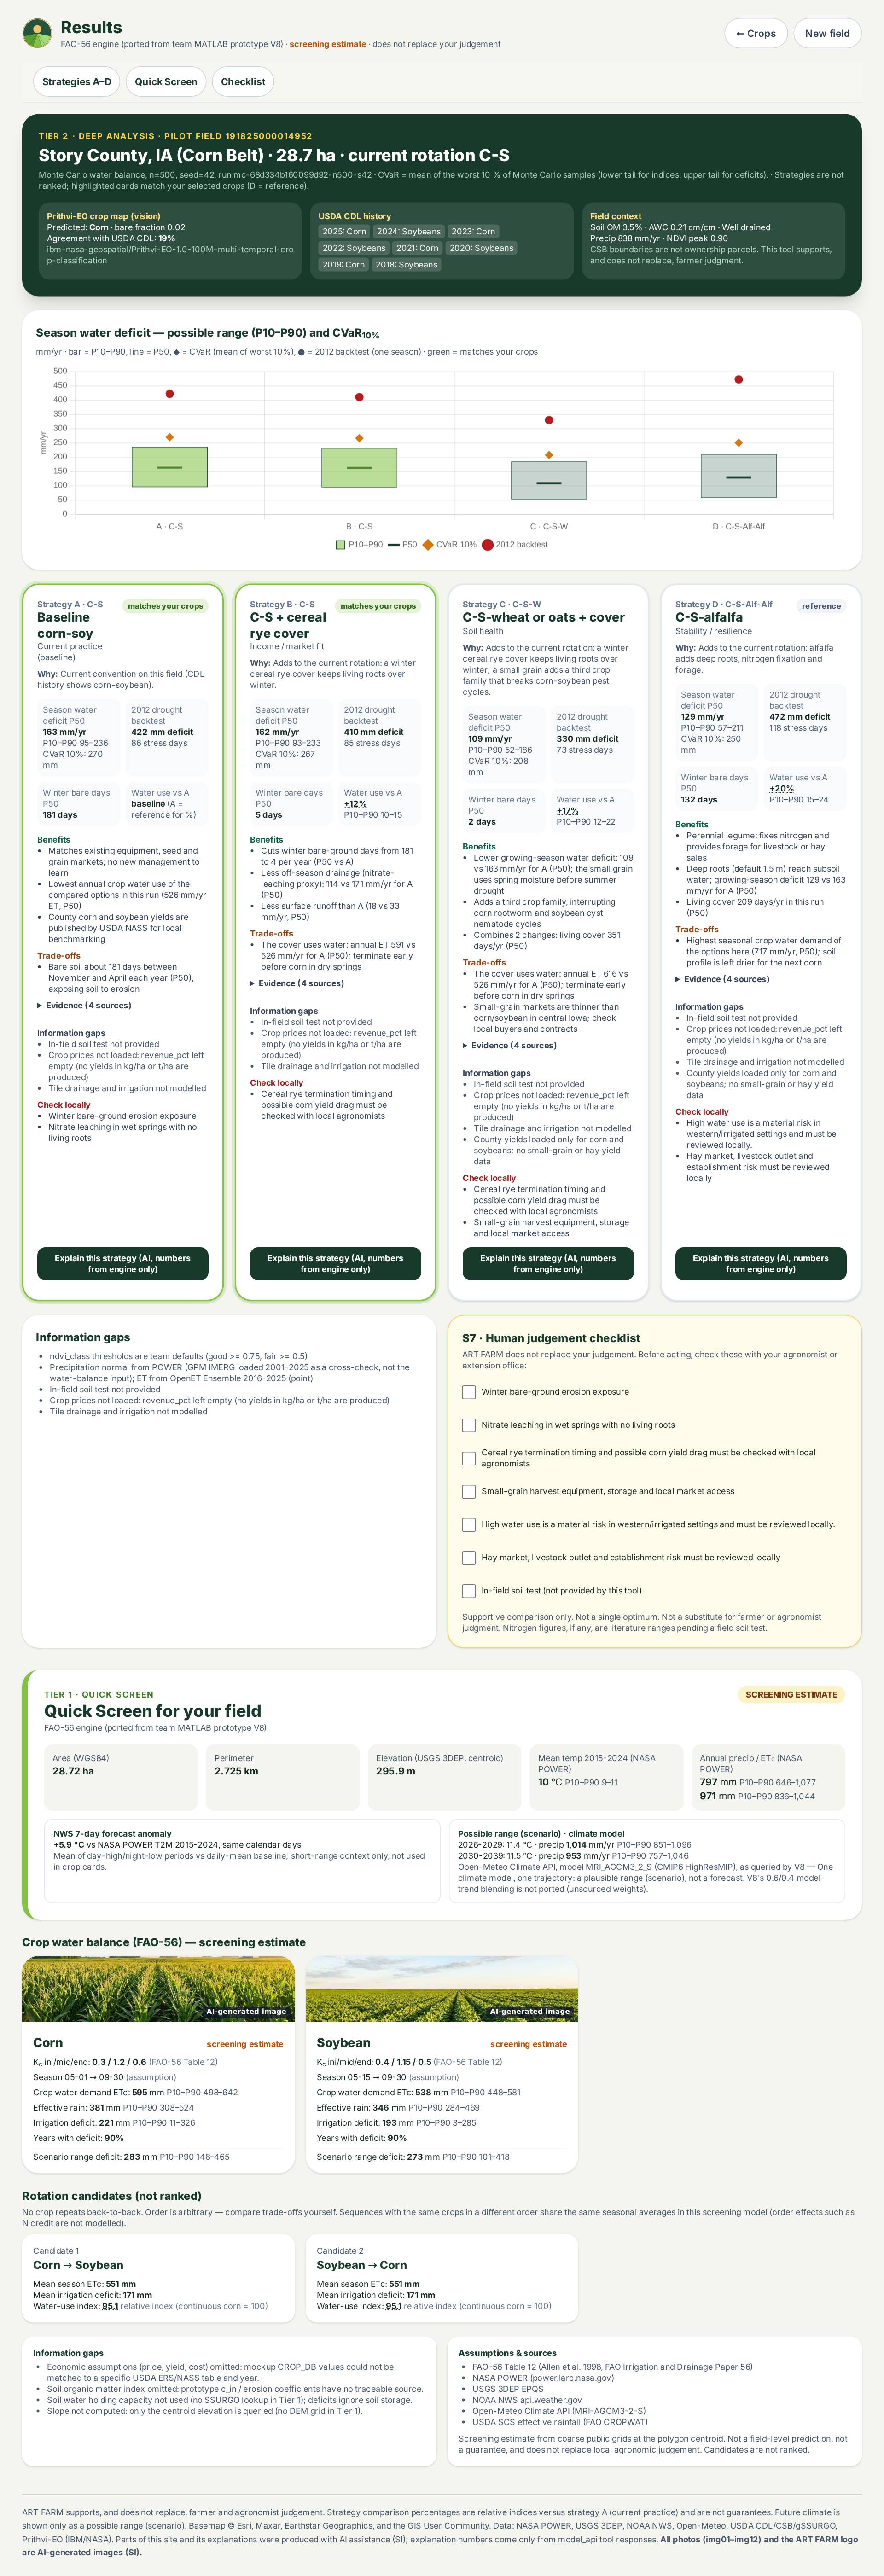 Results
FAO-56 engine (ported from team MATLAB prototype V8) · screening estimate · does not replace your judgement
← Crops
New field
Strategies A–D
Quick Screen
Checklist
TIER 2 · DEEP ANALYSIS · PILOT FIELD 191825000014952
Story County, IA (Corn Belt) · 28.7 ha · current rotation C-S
Monte Carlo water balance, n=500, seed=42, run mc-68d334b160099d92-n500-s42 · CVaR = mean of the worst 10 % of Monte Carlo samples (lower tail for indices, upper tail for deficits). · Strategies are not
ranked; highlighted cards match your selected crops (D = reference).
Prithvi-EO crop map (vision)
Predicted: Corn · bare fraction 0.02
Agreement with USDA CDL: 19%
ibm-nasa-geospatial/Prithvi-EO-1.0-100M-multi-temporal-cro
p-classification
USDA CDL history
2025: Corn 2024: Soybeans 2023: Corn
2022: Soybeans 2021: Corn 2020: Soybeans
2019: Corn 2018: Soybeans
Field context
Soil OM 3.5% · AWC 0.21 cm/cm · Well drained
Precip 838 mm/yr · NDVI peak 0.90
CSB boundaries are not ownership parcels. This tool supports,
and does not replace, farmer judgment.
Season water deficit — possible range (P10–P90) and CVaR10%
mm/yr · bar = P10–P90, line = P50, ◆ = CVaR (mean of worst 10%), ● = 2012 backtest (one season) · green = matches your crops
500
450
400
350
300
250
200
150
100
50
0
mm/yr
A · C-S
B · C-S
C · C-S-W
D · C-S-Alf-Alf
P10–P90
P50
CVaR 10%
2012 backtest
Strategy A · C-S
matches your crops
Baseline
corn-soy
Current practice
(baseline)
Why: Current convention on this field (CDL
history shows corn-soybean).
Season water
deficit P50
163 mm/yr
P10–P90 95–236
CVaR 10%: 270
mm
2012 drought
backtest
422 mm deficit
86 stress days
Winter bare days
P50
181 days
Water use vs A
baseline (A =
reference for %)
Benefits
• Matches existing equipment, seed and
grain markets; no new management to
learn
• Lowest annual crop water use of the
compared options in this run (526 mm/yr
ET, P50)
• County corn and soybean yields are
published by USDA NASS for local
benchmarking
Trade-offs
• Bare soil about 181 days between
November and April each year (P50),
exposing soil to erosion
▶ Evidence (4 sources)
Information gaps
• In-field soil test not provided
• Crop prices not loaded: revenue_pct left
empty (no yields in kg/ha or t/ha are
produced)
• Tile drainage and irrigation not modelled
Check locally
• Winter bare-ground erosion exposure
• Nitrate leaching in wet springs with no
living roots
Explain this strategy (AI, numbers
from engine only)
Strategy B · C-S
matches your crops
C-S + cereal
rye cover
Income / market fit
Why: Adds to the current rotation: a winter
cereal rye cover keeps living roots over
winter.
Season water
deficit P50
162 mm/yr
P10–P90 93–233
CVaR 10%: 267
mm
2012 drought
backtest
410 mm deficit
85 stress days
Winter bare days
P50
5 days
Water use vs A
+12%
P10–P90 10–15
Benefits
• Cuts winter bare-ground days from 181
to 4 per year (P50 vs A)
• Less off-season drainage (nitrate-
leaching proxy): 114 vs 171 mm/yr for A
(P50)
• Less surface runoff than A (18 vs 33
mm/yr, P50)
Trade-offs
• The cover uses water: annual ET 591 vs
526 mm/yr for A (P50); terminate early
before corn in dry springs
▶ Evidence (4 sources)
Information gaps
• In-field soil test not provided
• Crop prices not loaded: revenue_pct left
empty (no yields in kg/ha or t/ha are
produced)
• Tile drainage and irrigation not modelled
Check locally
• Cereal rye termination timing and
possible corn yield drag must be
checked with local agronomists
Explain this strategy (AI, numbers
from engine only)
Strategy C · C-S-W
C-S-wheat or oats + cover
Soil health
Why: Adds to the current rotation: a winter
cereal rye cover keeps living roots over
winter; a small grain adds a third crop
family that breaks corn-soybean pest
cycles.
Season water
deficit P50
109 mm/yr
P10–P90 52–186
CVaR 10%: 208
mm
2012 drought
backtest
330 mm deficit
73 stress days
Winter bare days
P50
2 days
Water use vs A
+17%
P10–P90 12–22
Benefits
• Lower growing-season water deficit: 109
vs 163 mm/yr for A (P50); the small grain
uses spring moisture before summer
drought
• Adds a third crop family, interrupting
corn rootworm and soybean cyst
nematode cycles
• Combines 2 changes: living cover 351
days/yr (P50)
Trade-offs
• The cover uses water: annual ET 616 vs
526 mm/yr for A (P50); terminate early
before corn in dry springs
• Small-grain markets are thinner than
corn/soybean in central Iowa; check
local buyers and contracts
▶ Evidence (4 sources)
Information gaps
• In-field soil test not provided
• Crop prices not loaded: revenue_pct left
empty (no yields in kg/ha or t/ha are
produced)
• Tile drainage and irrigation not modelled
• County yields loaded only for corn and
soybeans; no small-grain or hay yield
data
Check locally
• Cereal rye termination timing and
possible corn yield drag must be
checked with local agronomists
• Small-grain harvest equipment, storage
and local market access
Explain this strategy (AI, numbers
from engine only)
Strategy D · C-S-Alf-Alf
reference
C-S-alfalfa
Stability / resilience
Why: Adds to the current rotation: alfalfa
adds deep roots, nitrogen fixation and
forage.
Season water
deficit P50
129 mm/yr
P10–P90 57–211
CVaR 10%: 250
mm
2012 drought
backtest
472 mm deficit
118 stress days
Winter bare days
P50
132 days
Water use vs A
+20%
P10–P90 15–24
Benefits
• Perennial legume: fixes nitrogen and
provides forage for livestock or hay
sales
• Deep roots (default 1.5 m) reach subsoil
water; growing-season deficit 129 vs 163
mm/yr for A (P50)
• Living cover 209 days/yr in this run
(P50)
Trade-offs
• Highest seasonal crop water demand of
the options here (717 mm/yr, P50); soil
profile is left drier for the next corn
▶ Evidence (4 sources)
Information gaps
• In-field soil test not provided
• Crop prices not loaded: revenue_pct left
empty (no yields in kg/ha or t/ha are
produced)
• Tile drainage and irrigation not modelled
• County yields loaded only for corn and
soybeans; no small-grain or hay yield
data
Check locally
• High water use is a material risk in
western/irrigated settings and must be
reviewed locally.
• Hay market, livestock outlet and
establishment risk must be reviewed
locally
Explain this strategy (AI, numbers
from engine only)
Information gaps
• ndvi_class thresholds are team defaults (good >= 0.75, fair >= 0.5)
• Precipitation normal from POWER (GPM IMERG loaded 2001-2025 as a cross-check, not the
water-balance input); ET from OpenET Ensemble 2016-2025 (point)
• In-field soil test not provided
• Crop prices not loaded: revenue_pct left empty (no yields in kg/ha or t/ha are produced)
• Tile drainage and irrigation not modelled
S7 · Human judgement checklist
ART FARM does not replace your judgement. Before acting, check these with your agronomist or
extension office:
Winter bare-ground erosion exposure
Nitrate leaching in wet springs with no living roots
Cereal rye termination timing and possible corn yield drag must be checked with local
agronomists
Small-grain harvest equipment, storage and local market access
High water use is a material risk in western/irrigated settings and must be reviewed locally.
Hay market, livestock outlet and establishment risk must be reviewed locally
In-field soil test (not provided by this tool)
Supportive comparison only. Not a single optimum. Not a substitute for farmer or agronomist
judgment. Nitrogen figures, if any, are literature ranges pending a field soil test.
TIER 1 · QUICK SCREEN
SCREENING ESTIMATE
Quick Screen for your field
FAO-56 engine (ported from team MATLAB prototype V8)
Area (WGS84)
28.72 ha
Perimeter
2.725 km
Elevation (USGS 3DEP, centroid)
295.9 m
Mean temp 2015-2024 (NASA
POWER)
10 °C P10–P90 9–11
Annual precip / ET₀ (NASA
POWER)
797 mm P10–P90 646–1,077
971 mm P10–P90 836–1,044
NWS 7-day forecast anomaly
+5.9 °C vs NASA POWER T2M 2015-2024, same calendar days
Mean of day-high/night-low periods vs daily-mean baseline; short-range context only, not used
in crop cards.
Possible range (scenario) · climate model
2026-2029: 11.4 °C · precip 1,014 mm/yr P10–P90 851–1,096
2030-2039: 11.5 °C · precip 953 mm/yr P10–P90 757–1,046
Open-Meteo Climate API, model MRI_AGCM3_2_S (CMIP6 HighResMIP), as queried by V8 — One
climate model, one trajectory: a plausible range (scenario), not a forecast. V8's 0.6/0.4 model-
trend blending is not ported (unsourced weights).
Crop water balance (FAO-56) — screening estimate
AI-generated image
Corn
screening estimate
Kc ini/mid/end: 0.3 / 1.2 / 0.6 (FAO-56 Table 12)
Season 05-01 → 09-30 (assumption)
Crop water demand ETc: 595 mm P10–P90 498–642
Effective rain: 381 mm P10–P90 308–524
Irrigation deficit: 221 mm P10–P90 11–326
Years with deficit: 90%
Scenario range deficit: 283 mm P10–P90 148–465
AI-generated image
Soybean
screening estimate
Kc ini/mid/end: 0.4 / 1.15 / 0.5 (FAO-56 Table 12)
Season 05-15 → 09-30 (assumption)
Crop water demand ETc: 538 mm P10–P90 448–581
Effective rain: 346 mm P10–P90 284–469
Irrigation deficit: 193 mm P10–P90 3–285
Years with deficit: 90%
Scenario range deficit: 273 mm P10–P90 101–418
Rotation candidates (not ranked)
No crop repeats back-to-back. Order is arbitrary — compare trade-offs yourself. Sequences with the same crops in a different order share the same seasonal averages in this screening model (order effects such as
N credit are not modelled).
Candidate 1
Corn → Soybean
Mean season ETc: 551 mm
Mean irrigation deficit: 171 mm
Water-use index: 95.1 relative index (continuous corn = 100)
Candidate 2
Soybean → Corn
Mean season ETc: 551 mm
Mean irrigation deficit: 171 mm
Water-use index: 95.1 relative index (continuous corn = 100)
Information gaps
• Economic assumptions (price, yield, cost) omitted: mockup CROP_DB values could not be
matched to a specific USDA ERS/NASS table and year.
• Soil organic matter index omitted: prototype c_in / erosion coefficients have no traceable source.
• Soil water holding capacity not used (no SSURGO lookup in Tier 1); deficits ignore soil storage.
• Slope not computed: only the centroid elevation is queried (no DEM grid in Tier 1).
Assumptions & sources
• FAO-56 Table 12 (Allen et al. 1998, FAO Irrigation and Drainage Paper 56)
• NASA POWER (power.larc.nasa.gov)
• USGS 3DEP EPQS
• NOAA NWS api.weather.gov
• Open-Meteo Climate API (MRI-AGCM3-2-S)
• USDA SCS effective rainfall (FAO CROPWAT)
Screening estimate from coarse public grids at the polygon centroid. Not a field-level prediction, not
a guarantee, and does not replace local agronomic judgement. Candidates are not ranked.
ART FARM supports, and does not replace, farmer and agronomist judgement. Strategy comparison percentages are relative indices versus strategy A (current practice) and are not guarantees. Future climate is
shown only as a possible range (scenario). Basemap © Esri, Maxar, Earthstar Geographics, and the GIS User Community. Data: NASA POWER, USGS 3DEP, NOAA NWS, Open-Meteo, USDA CDL/CSB/gSSURGO,
Prithvi-EO (IBM/NASA). Parts of this site and its explanations were produced with AI assistance (SI); explanation numbers come only from model_api tool responses. All photos (img01–img12) and the ART FARM logo
are AI-generated images (SI).